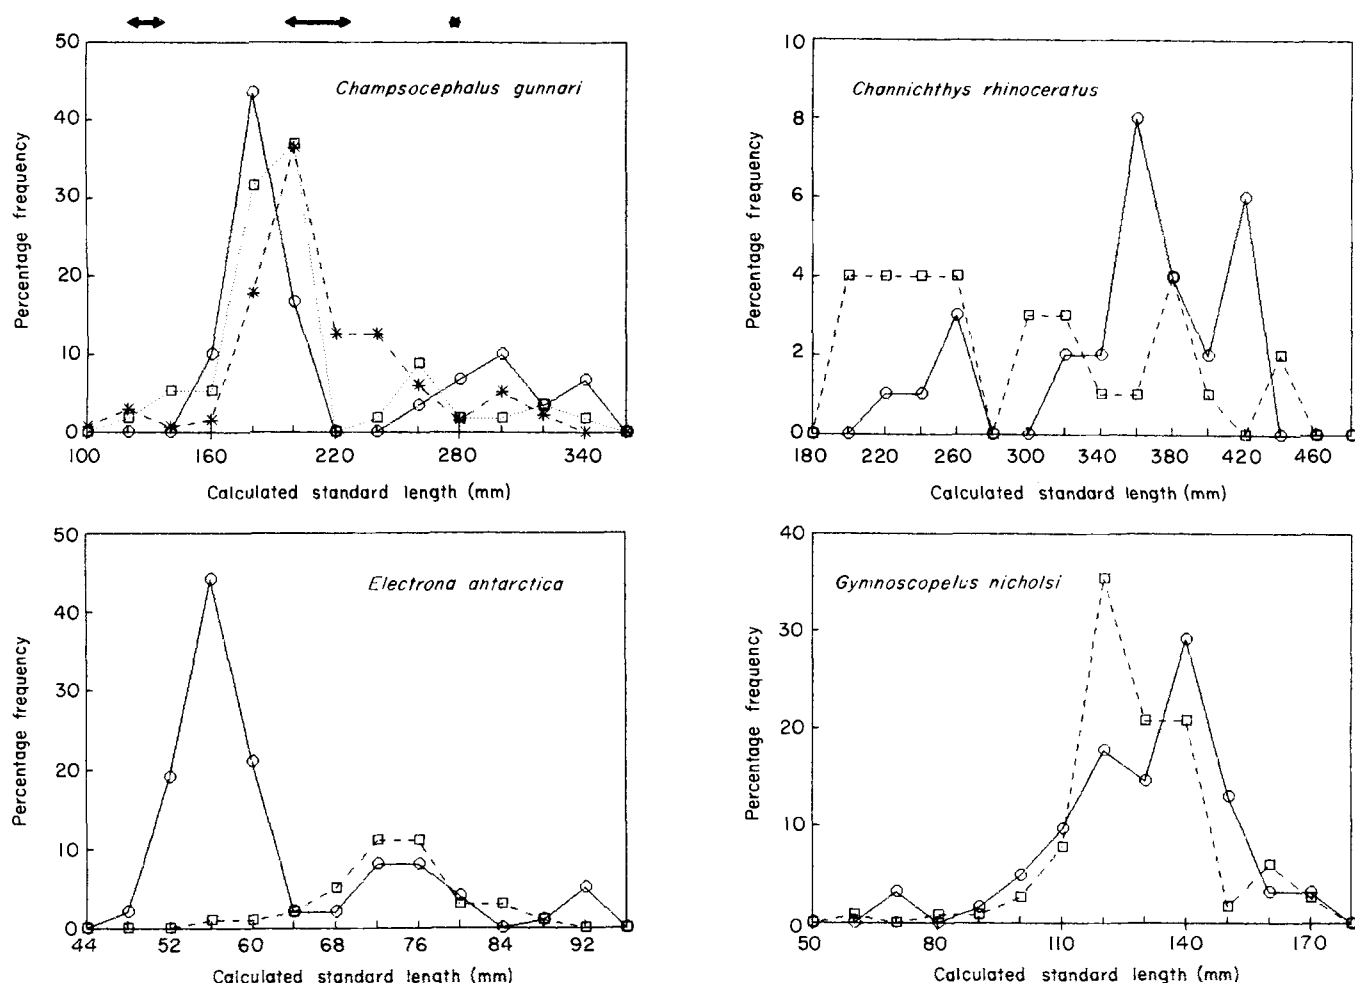 50
40
30
20
10
0
Percentage frequency
Champsocephalus gunnari
100 160 220 280 340
Calculated standard length (mm)
10
8
6
4
2
0
Percentage frequency
Channichthys rhinoceratus
180 220 260 300 340 380 420 460
Calculated standard length (mm)
50
40
30
20
10
0
Percentage frequency
Electrona antarctica
44 52 60 68 76 84 92
Calculated standard length (mm)
40
30
20
10
0
Percentage frequency
Gymnoscopelus nicholsi
50 80 110 140 170
Calculated standard length (mm)